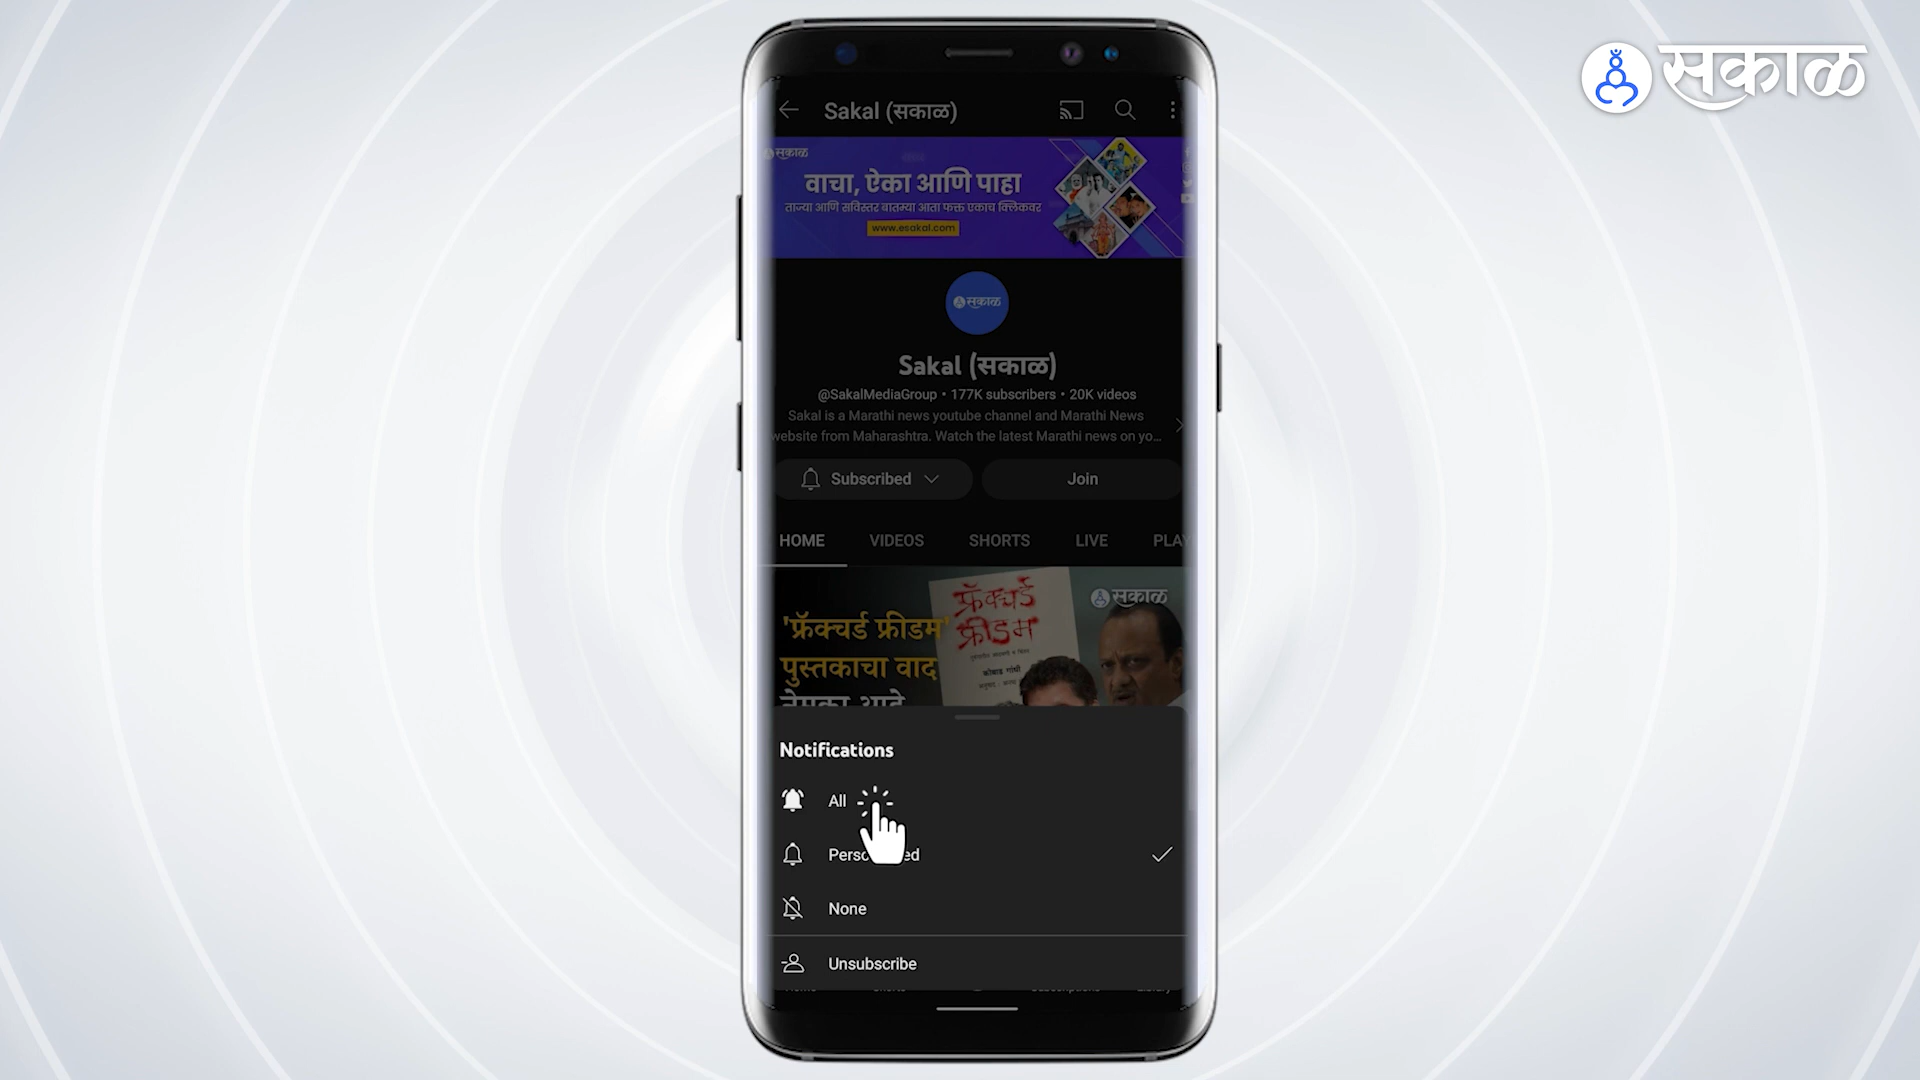 सकाळ
Sakal (सकाळ)
सकाळ
वाचा, ऐका आणि पाहा
ताज्या आणि सविस्तर बातम्या आता फक्त एकाच क्लिकवर
www.esakal.com
सकाळ
Sakal (सकाळ)
@SakalMediaGroup • 177K subscribers • 20K videos
Sakal is a Marathi news youtube channel and Marathi News
website from Maharashtra. Watch the latest Marathi news on yo...
Subscribed
Join
HOME VIDEOS SHORTS LIVE PLAY
सकाळ
फ्रॅक्चर्ड
फ्रीडम
कोबाड गांधी
'फ्रॅक्चर्ड फ्रीडम'
पुस्तकाचा वाद
नेमका आहे
Notifications
All
None
Unsubscribe